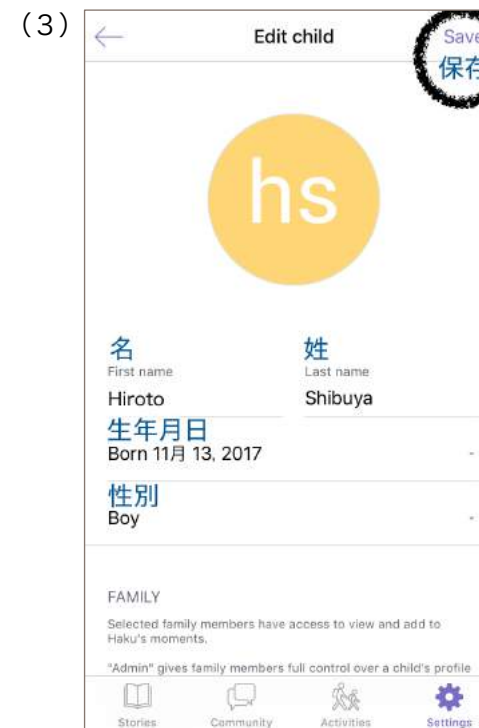 (3)
Edit child
Save
保存
hs
名
姓
First name
Last name
Hiroto
Shibuya
生年月日
Born 11月 13, 2017
性別
Boy
FAMILY
Selected family members have access to view and add to
Haku's moments.
"Admin" gives family members full control over a child's profile
Stories
Community
Activities
Settings